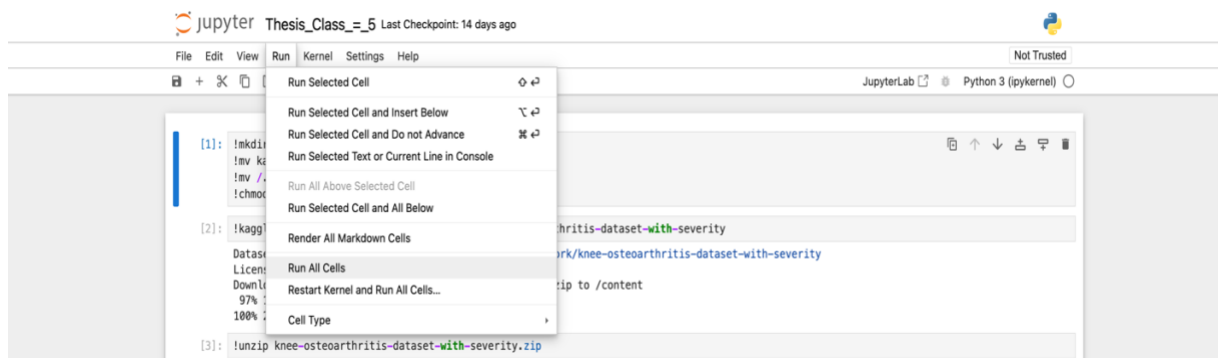 jupyter Thesis_Class_=_5 Last Checkpoint: 14 days ago
File Edit View Run Kernel Settings Help Not Trusted
JupyterLab Python 3 (ipykernel)
Run Selected Cell ⇧ ⏎
Run Selected Cell and Insert Below ⌥ ⏎
Run Selected Cell and Do not Advance ⌘ ⏎
Run Selected Text or Current Line in Console
Run All Above Selected Cell
Run Selected Cell and All Below
Render All Markdown Cells
Run All Cells
Restart Kernel and Run All Cells...
Cell Type
[1]: !mkdir
!mv ka
!mv /.
!chmod
[2]: !kaggl hritis-dataset-with-severity
Datase rk/knee-osteoarthritis-dataset-with-severity
Licens
Downlo zip to /content
97%
100%
[3]: !unzip knee-osteoarthritis-dataset-with-severity.zip